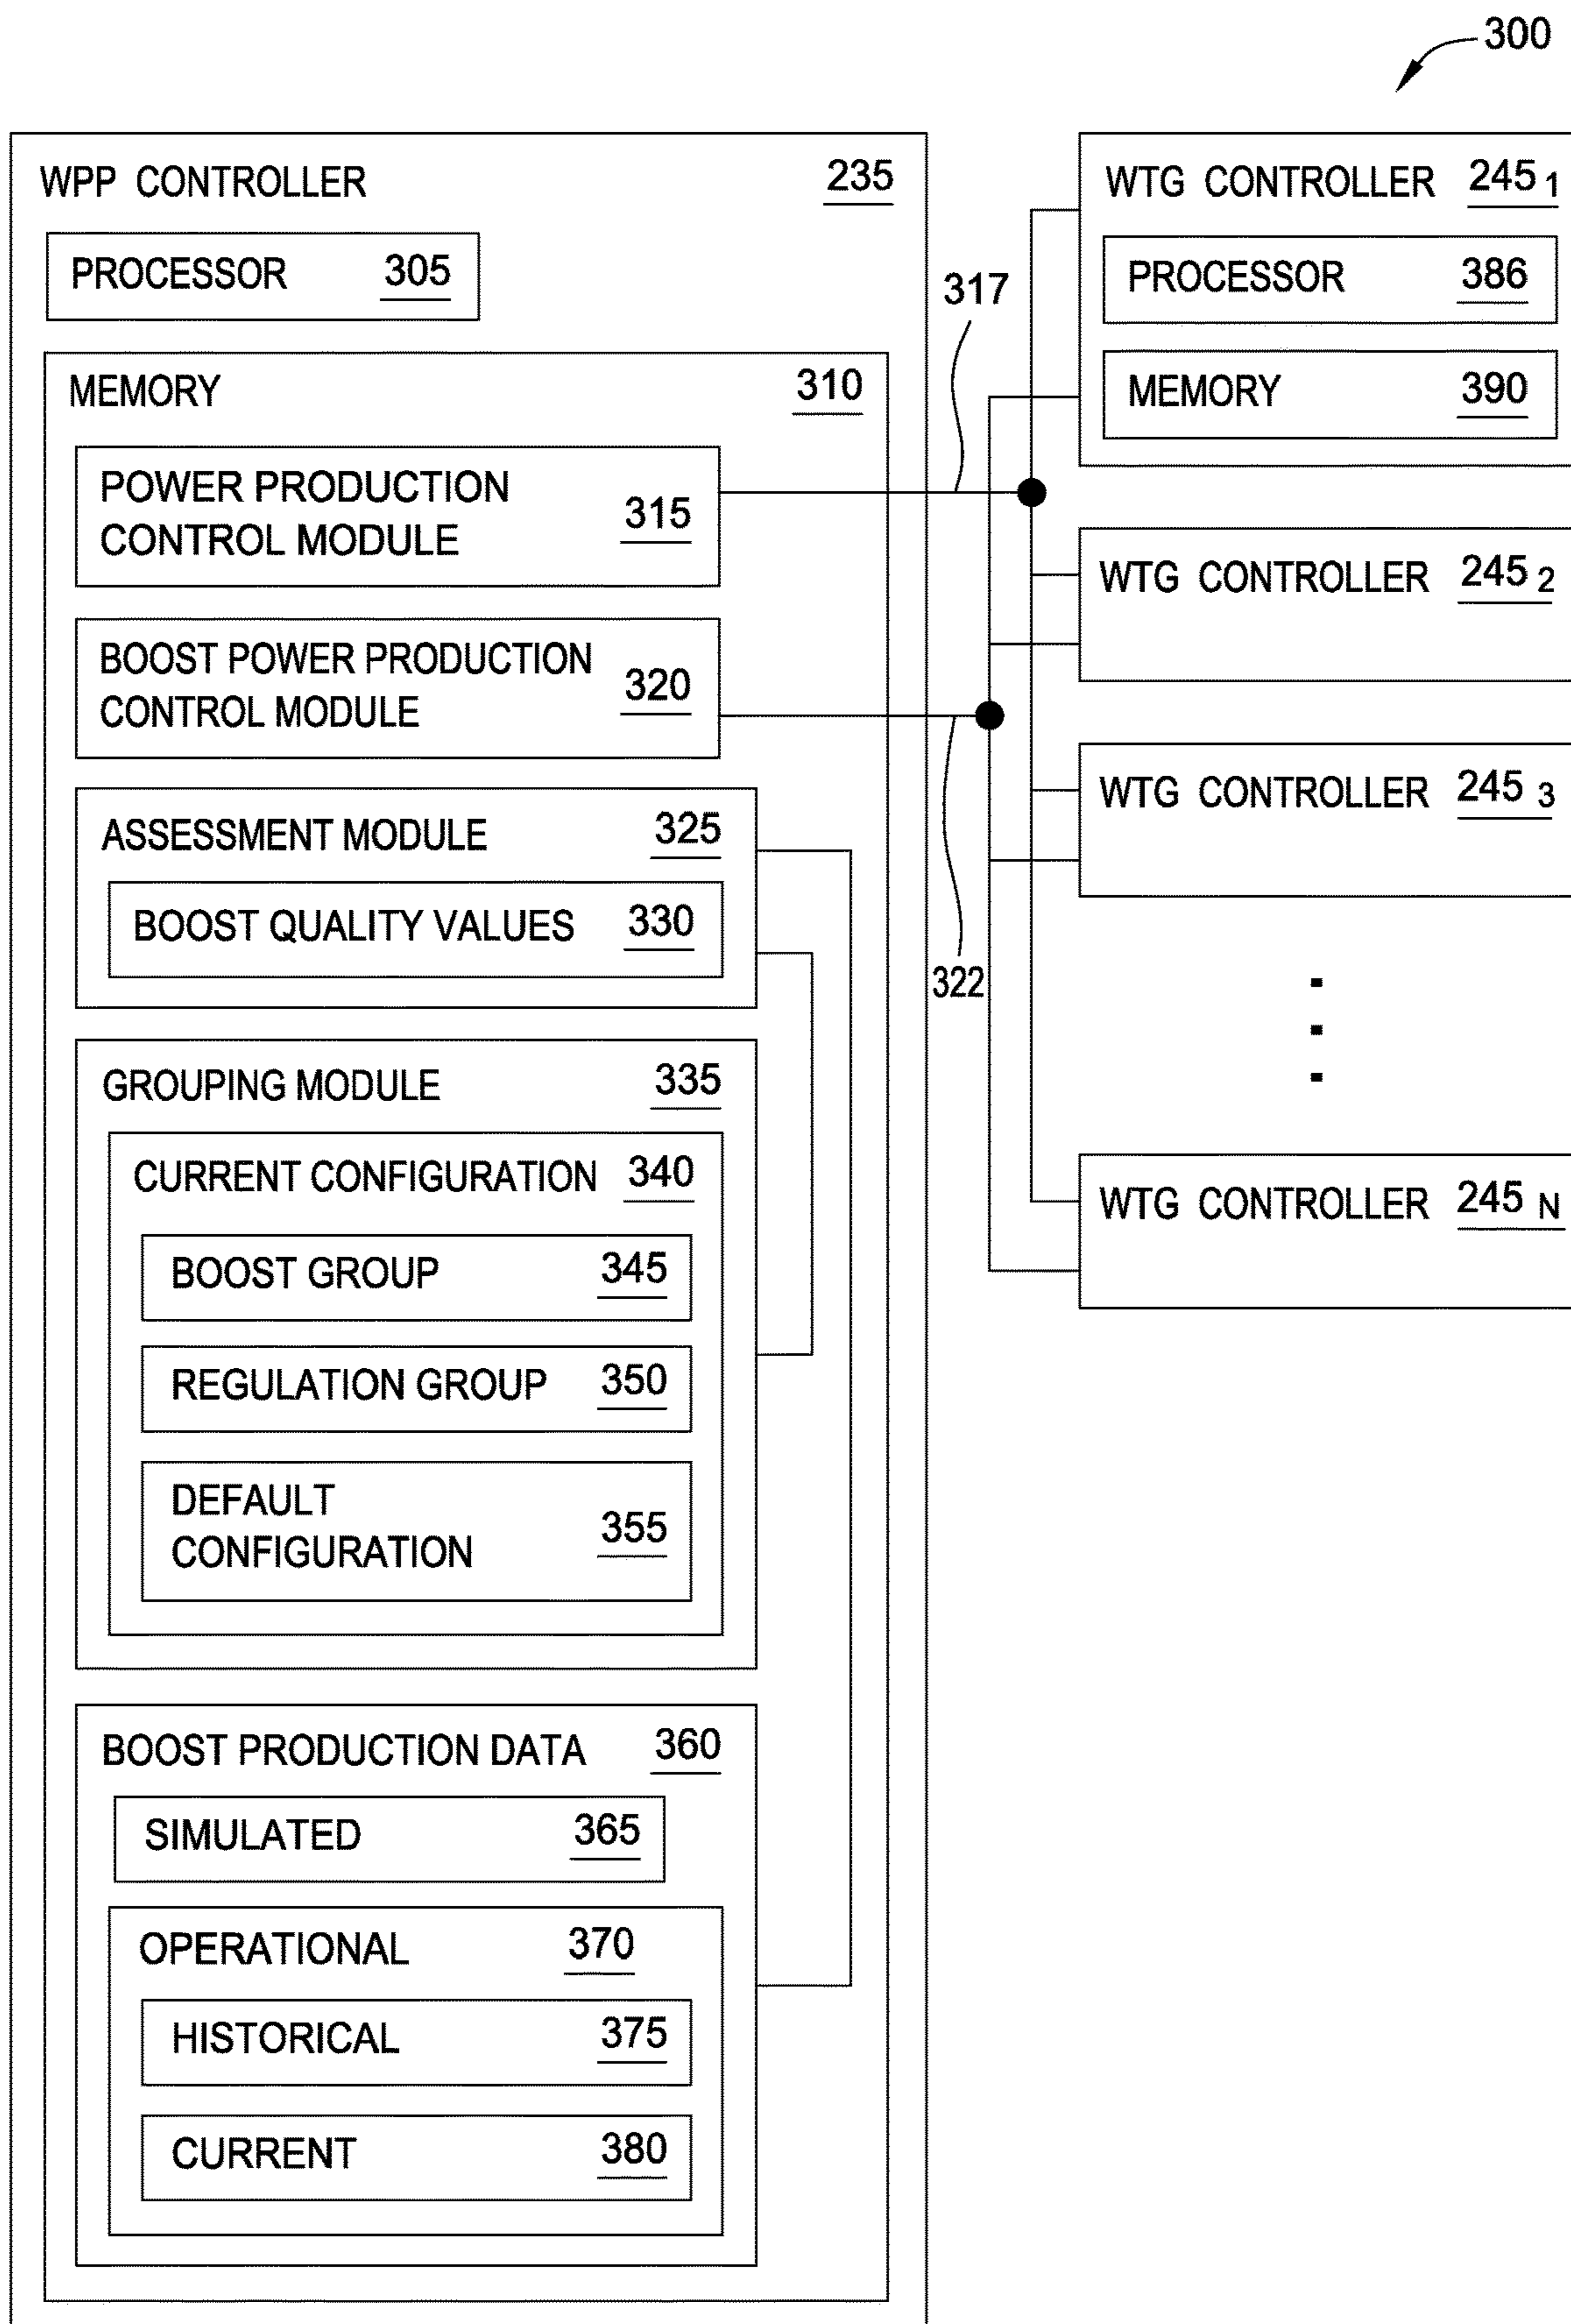 300
WPP CONTROLLER 235
PROCESSOR 305
MEMORY 310
POWER PRODUCTION
CONTROL MODULE 315
BOOST POWER PRODUCTION
CONTROL MODULE 320
ASSESSMENT MODULE 325
BOOST QUALITY VALUES 330
GROUPING MODULE 335
CURRENT CONFIGURATION 340
BOOST GROUP 345
REGULATION GROUP 350
DEFAULT
CONFIGURATION 355
BOOST PRODUCTION DATA 360
SIMULATED 365
OPERATIONAL 370
HISTORICAL 375
CURRENT 380
317
322
WTG CONTROLLER 245 1
PROCESSOR 386
MEMORY 390
WTG CONTROLLER 245 2
WTG CONTROLLER 245 3
WTG CONTROLLER 245 N